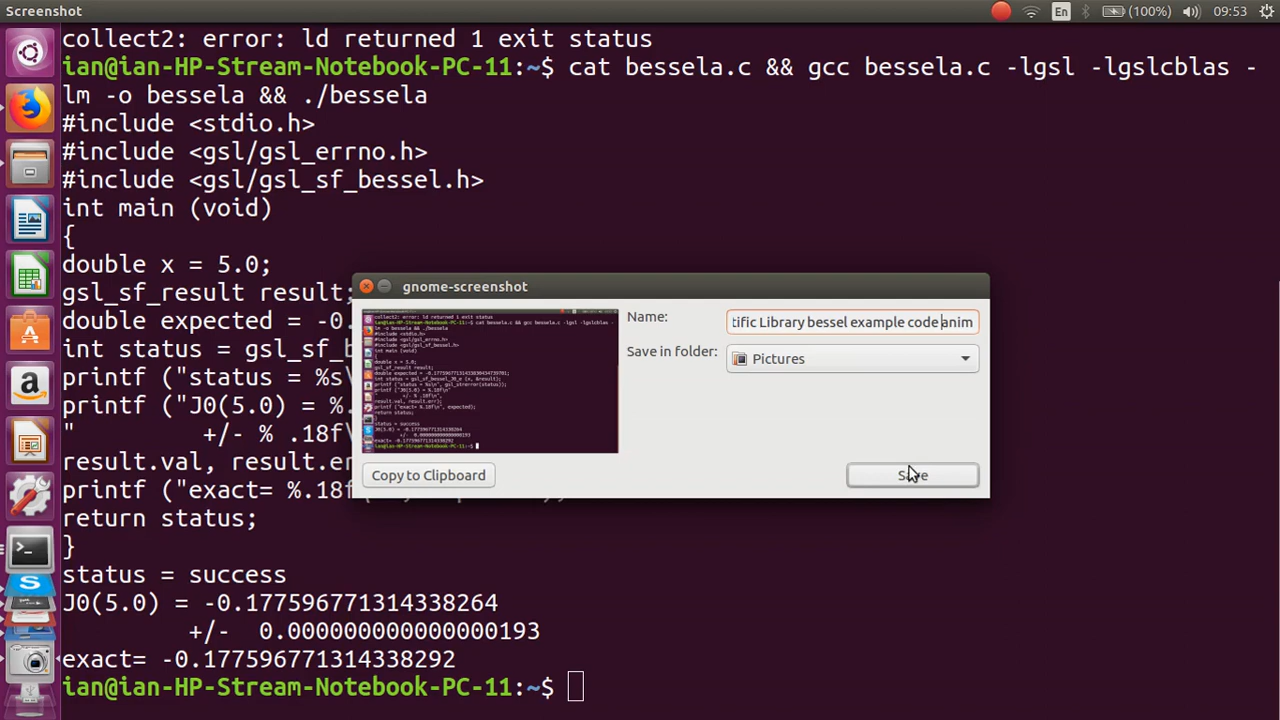 Screenshot
En
(100%)
09:53
collect2: error: ld returned 1 exit status
ian@ian-HP-Stream-Notebook-PC-11:~$ cat bessela.c && gcc bessela.c -lgsl -lgslcblas -
lm -o bessela && ./bessela
#include <stdio.h>
#include <gsl/gsl_errno.h>
#include <gsl/gsl_sf_bessel.h>
int main (void)
{
double x = 5.0;
gsl_sf_result result;
double expected = -0.
int status = gsl_sf_b
printf ("status = %s\
printf ("J0(5.0) = %.
" +/- % .18f\
result.val, result.er
printf ("exact= %.18f
return status;
}
status = success
J0(5.0) = -0.177596771314338264
+/- 0.000000000000000193
exact= -0.177596771314338292
ian@ian-HP-Stream-Notebook-PC-11:~$
gnome-screenshot
Name:
tific Library bessel example code anim
Save in folder:
Pictures
Copy to Clipboard
Save